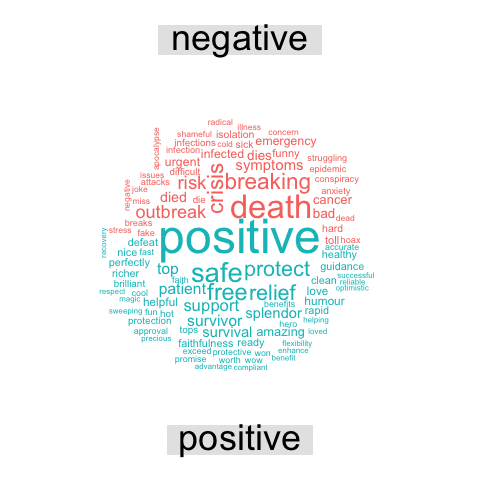 negative
radical
illness
shameful isolation concern
apocalypse
infections cold sick emergency
infection infected dies funny
urgent symptoms struggling
issues difficult crisis epidemic
attacks risk breaking conspiracy
negative joke anxiety
miss died die death cancer
outbreak bad dead
breaks hard
stress fake positive toll hoax
recovery defeat accurate
nice fast healthy
perfectly top safe protect guidance
richer successful
brilliant faith clean reliable
respect cool patient free relief love optimistic
magic helpful benefits humour
sweeping fun hot support splendor rapid
protection survivor hero helping
approval tops survival amazing loved
precious faithfulness ready flexibility
exceed protective won enhance
promise worth wow benefit
advantage compliant
positive